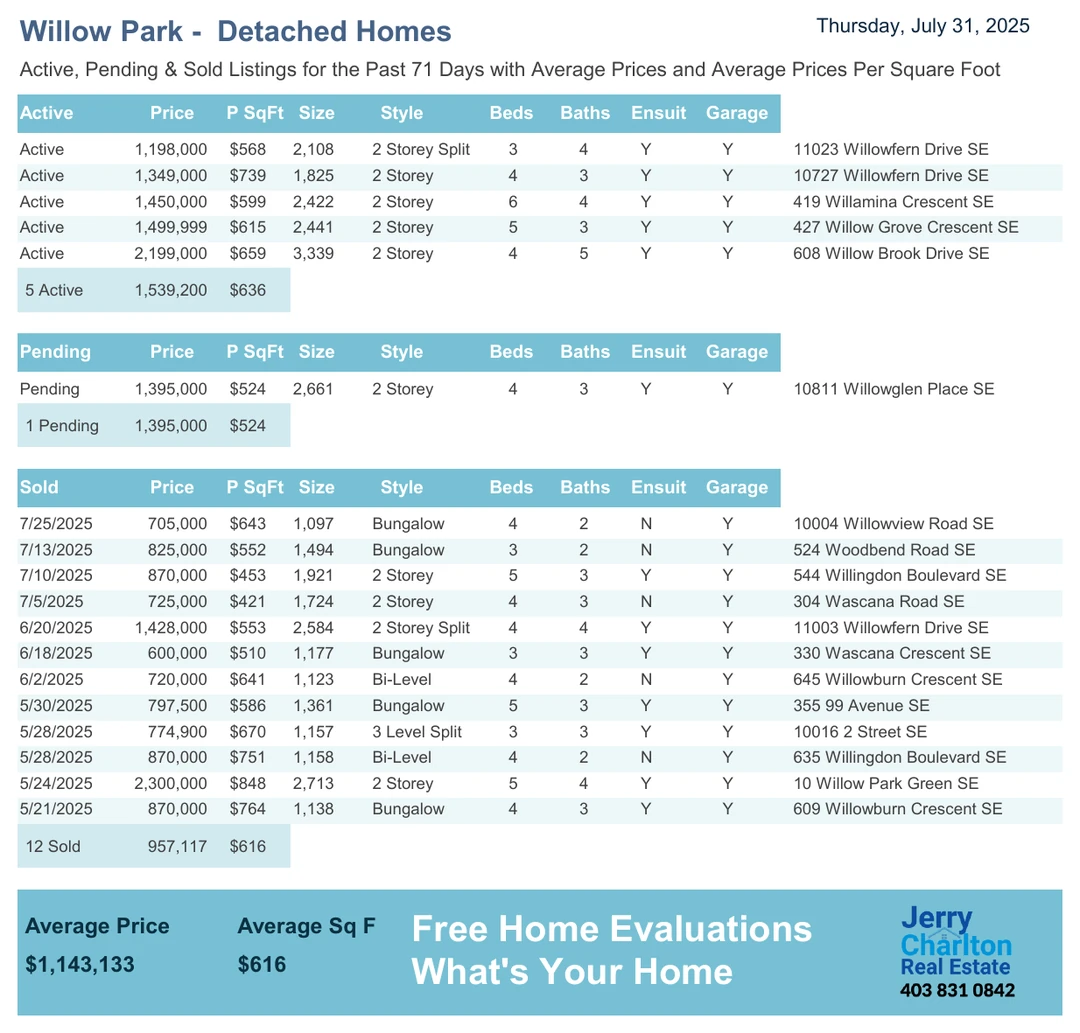 Willow Park - Detached Homes
Thursday, July 31, 2025
Active, Pending & Sold Listings for the Past 71 Days with Average Prices and Average Prices Per Square Foot
Active Price P SqFt Size Style Beds Baths Ensuit Garage
Active 1,198,000 $568 2,108 2 Storey Split 3 4 Y Y 11023 Willowfern Drive SE
Active 1,349,000 $739 1,825 2 Storey 4 3 Y Y 10727 Willowfern Drive SE
Active 1,450,000 $599 2,422 2 Storey 6 4 Y Y 419 Willamina Crescent SE
Active 1,499,999 $615 2,441 2 Storey 5 3 Y Y 427 Willow Grove Crescent SE
Active 2,199,000 $659 3,339 2 Storey 4 5 Y Y 608 Willow Brook Drive SE
5 Active 1,539,200 $636
Pending Price P SqFt Size Style Beds Baths Ensuit Garage
Pending 1,395,000 $524 2,661 2 Storey 4 3 Y Y 10811 Willowglen Place SE
1 Pending 1,395,000 $524
Sold Price P SqFt Size Style Beds Baths Ensuit Garage
7/25/2025 705,000 $643 1,097 Bungalow 4 2 N Y 10004 Willowview Road SE
7/13/2025 825,000 $552 1,494 Bungalow 3 2 N Y 524 Woodbend Road SE
7/10/2025 870,000 $453 1,921 2 Storey 5 3 Y Y 544 Willingdon Boulevard SE
7/5/2025 725,000 $421 1,724 2 Storey 4 3 N Y 304 Wascana Road SE
6/20/2025 1,428,000 $553 2,584 2 Storey Split 4 4 Y Y 11003 Willowfern Drive SE
6/18/2025 600,000 $510 1,177 Bungalow 3 3 Y Y 330 Wascana Crescent SE
6/2/2025 720,000 $641 1,123 Bi-Level 4 2 N Y 645 Willowburn Crescent SE
5/30/2025 797,500 $586 1,361 Bungalow 5 3 Y Y 355 99 Avenue SE
5/28/2025 774,900 $670 1,157 3 Level Split 3 3 Y Y 10016 2 Street SE
5/28/2025 870,000 $751 1,158 Bi-Level 4 2 N Y 635 Willingdon Boulevard SE
5/24/2025 2,300,000 $848 2,713 2 Storey 5 4 Y Y 10 Willow Park Green SE
5/21/2025 870,000 $764 1,138 Bungalow 4 3 Y Y 609 Willowburn Crescent SE
12 Sold 957,117 $616
Average Price Average Sq F
$1,143,133 $616
Free Home Evaluations
What's Your Home
Jerry
Charlton
Real Estate
403 831 0842